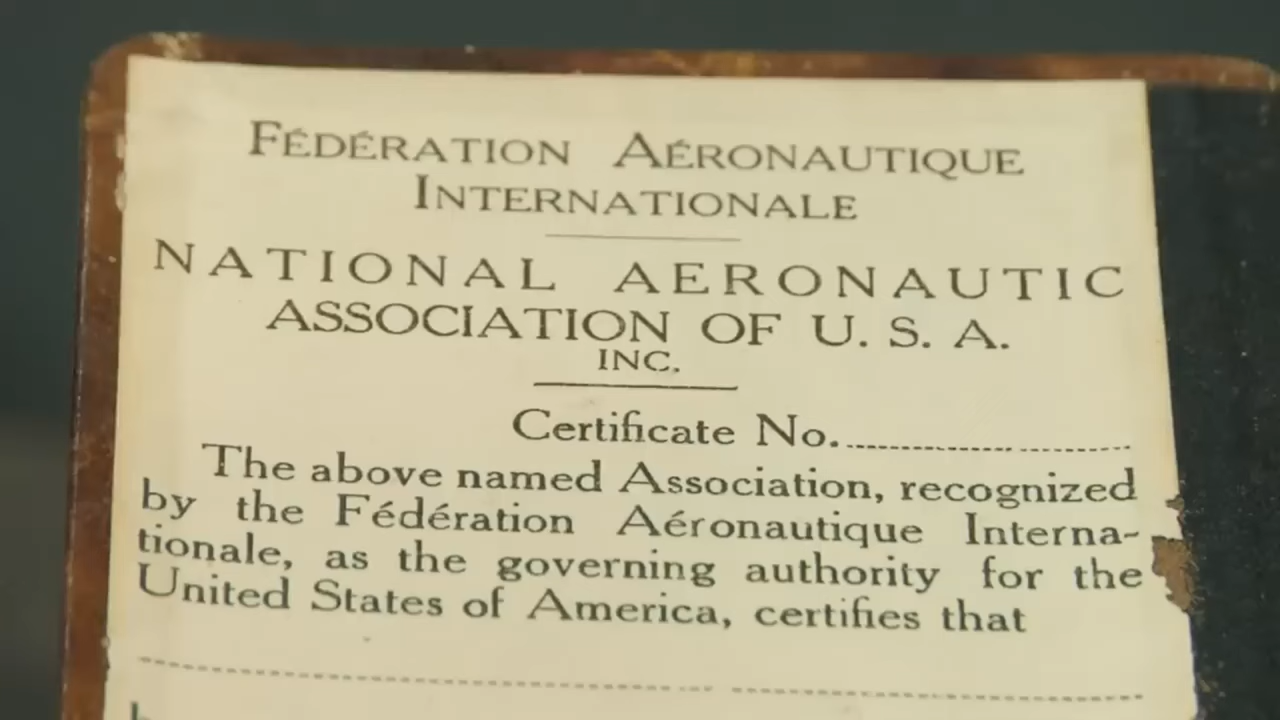 FÉDÉRATION AÉRONAUTIQUE
INTERNATIONALE
NATIONAL AERONAUTIC
ASSOCIATION OF U. S. A.
INC.
Certificate No.
The above named Association, recognized
by the Fédération Aéronautique Interna-
tionale, as the governing authority for the
United States of America, certifies that